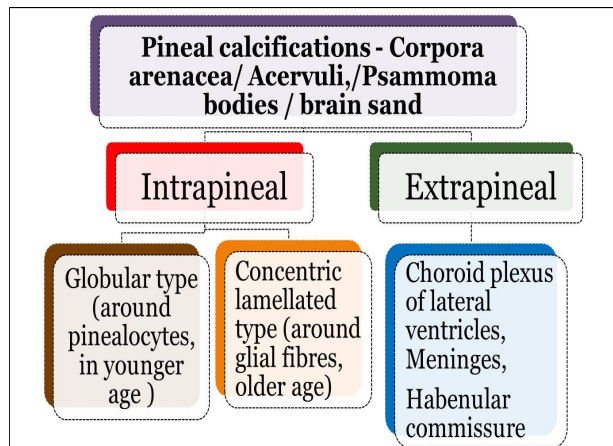 Pineal calcifications - Corpora
arenacea/ Acervuli,/Psammoma
bodies / brain sand
Intrapineal
Extrapineal
Globular type
(around
pinealocytes,
in younger
age )
Concentric
lamellated
type (around
glial fibres,
older age)
Choroid plexus
of lateral
ventricles,
Meninges,
Habenular
commissure